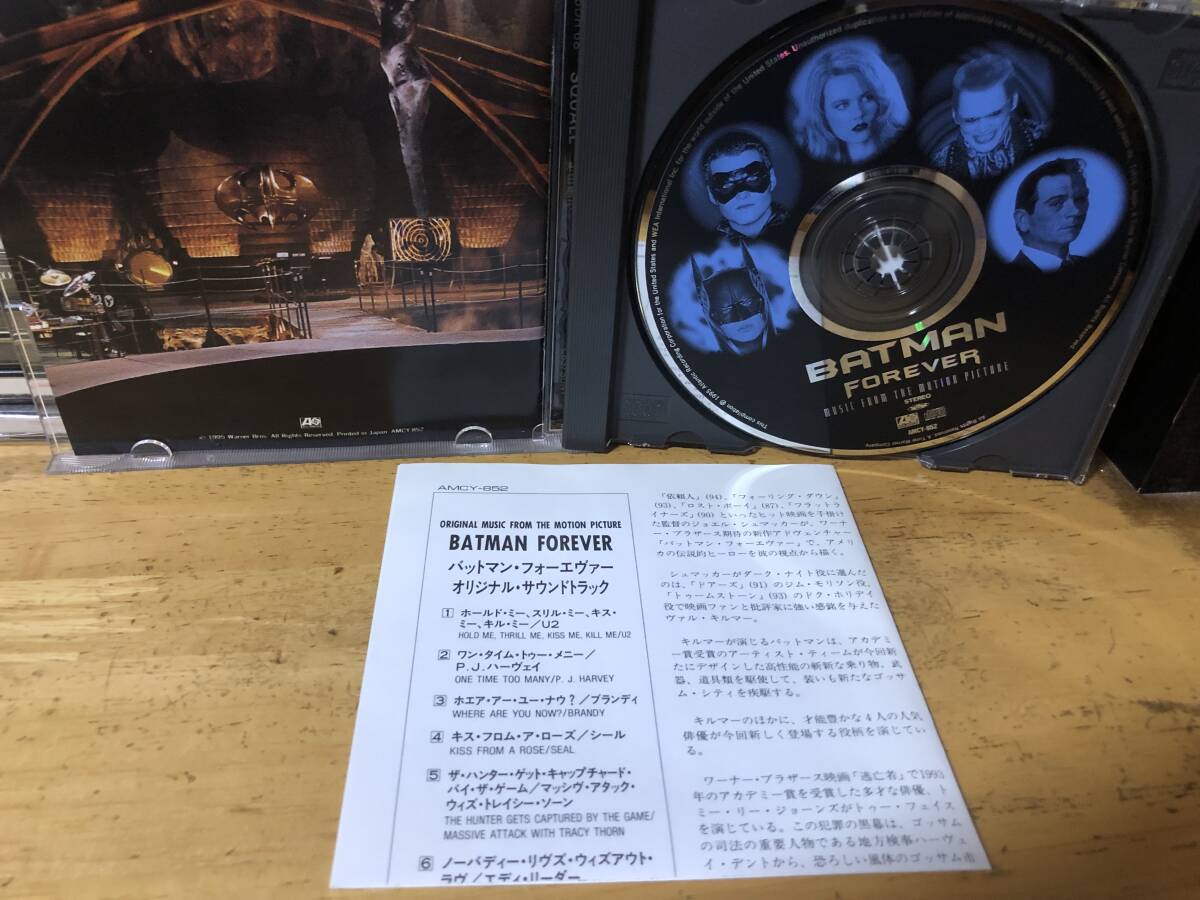 © 1995 Warner Bros. All Rights Reserved. Printed in Japan. AMCY-852
SQUALL
BATMAN
FOREVER
MUSIC FROM THE MOTION PICTURE
STEREO
AMCY-852
AMCY-852
ORIGINAL MUSIC FROM THE MOTION PICTURE
BATMAN FOREVER
バットマン・フォーエヴァー
オリジナル・サウンドトラック
1 ホールド・ミー、スリル・ミー、キス・
ミー、キル・ミー／U2
HOLD ME, THRILL ME, KISS ME, KILL ME/U2
2 ワン・タイム・トゥー・メニー／
P.J.ハーヴェイ
ONE TIME TOO MANY/P. J. HARVEY
3 ホエア・アー・ユー・ナウ？／ブランディ
WHERE ARE YOU NOW?/BRANDY
4 キス・フロム・ア・ローズ／シール
KISS FROM A ROSE/SEAL
5 ザ・ハンター・ゲット・キャップチャード・
バイ・ザ・ゲーム／マッシヴ・アタック・
ウィズ・トレイシー・ソーン
THE HUNTER GETS CAPTURED BY THE GAME/
MASSIVE ATTACK WITH TRACY THORN
6 ノーバディー・リヴズ・ウィズアウト・
ラヴ／エディ・リーダー
「依頼人」(94)、「フォーリング・ダウン」
(93)、「ロスト・ボーイ」(87)、「フラットラ
イナーズ」(90) といったヒット映画を手掛け
た監督のジョエル・シュマッカーが、ワーナ
ー・ブラザース期待の新作アドヴェンチャー
「バットマン・フォーエヴァー」で、アメリ
カの伝説的ヒーローを彼の視点から描く。
シュマッカーがダーク・ナイト役に選んだ
のは、「ドアーズ」(91) のジム・モリソン役、
「トゥームストーン」(93) のドク・ホリデイ
役で映画ファンと批評家に強い感銘を与えた
ヴァル・キルマー。
キルマーが演じるバットマンは、アカデミ
ー賞受賞のアーティスト・ティームが今回新
たにデザインした高性能の斬新な乗り物、武
器、道具類を駆使して、装いも新たなゴッサ
ム・シティを疾駆する。
キルマーのほかに、才能豊かな4人の人気
俳優が今回新しく登場する役柄を演じてい
る。
ワーナー・ブラザース映画「逃亡者」で1993
年のアカデミー賞を受賞した多才な俳優、ト
ミー・リー・ジョーンズがトゥー・フェイス
を演じている。この犯罪の黒幕は、ゴッサム
の司法の重要人物である地方検事ハーヴェ
イ・デントから、恐ろしい風体のゴッサム市